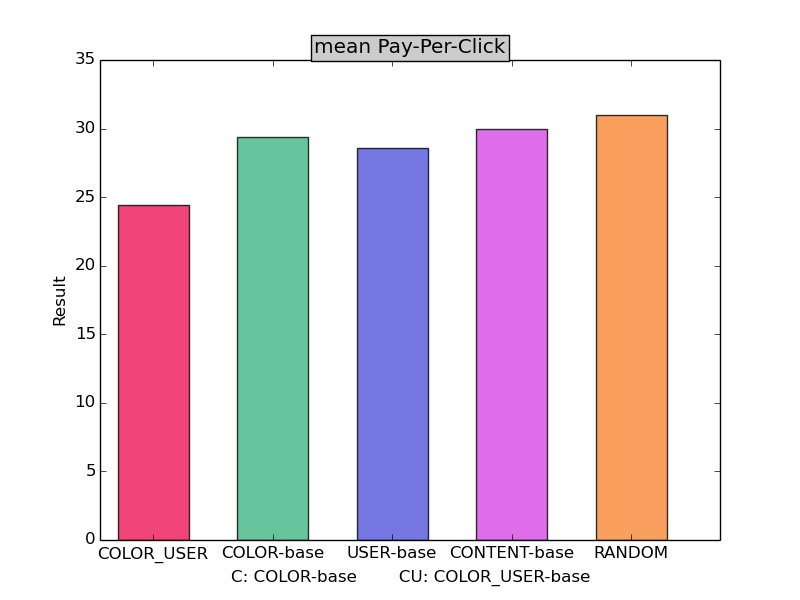 mean Pay-Per-Click
35
30
25
20
15
10
5
0
Result
COLOR_USER COLOR-base USER-base CONTENT-base RANDOM
C: COLOR-base CU: COLOR_USER-base